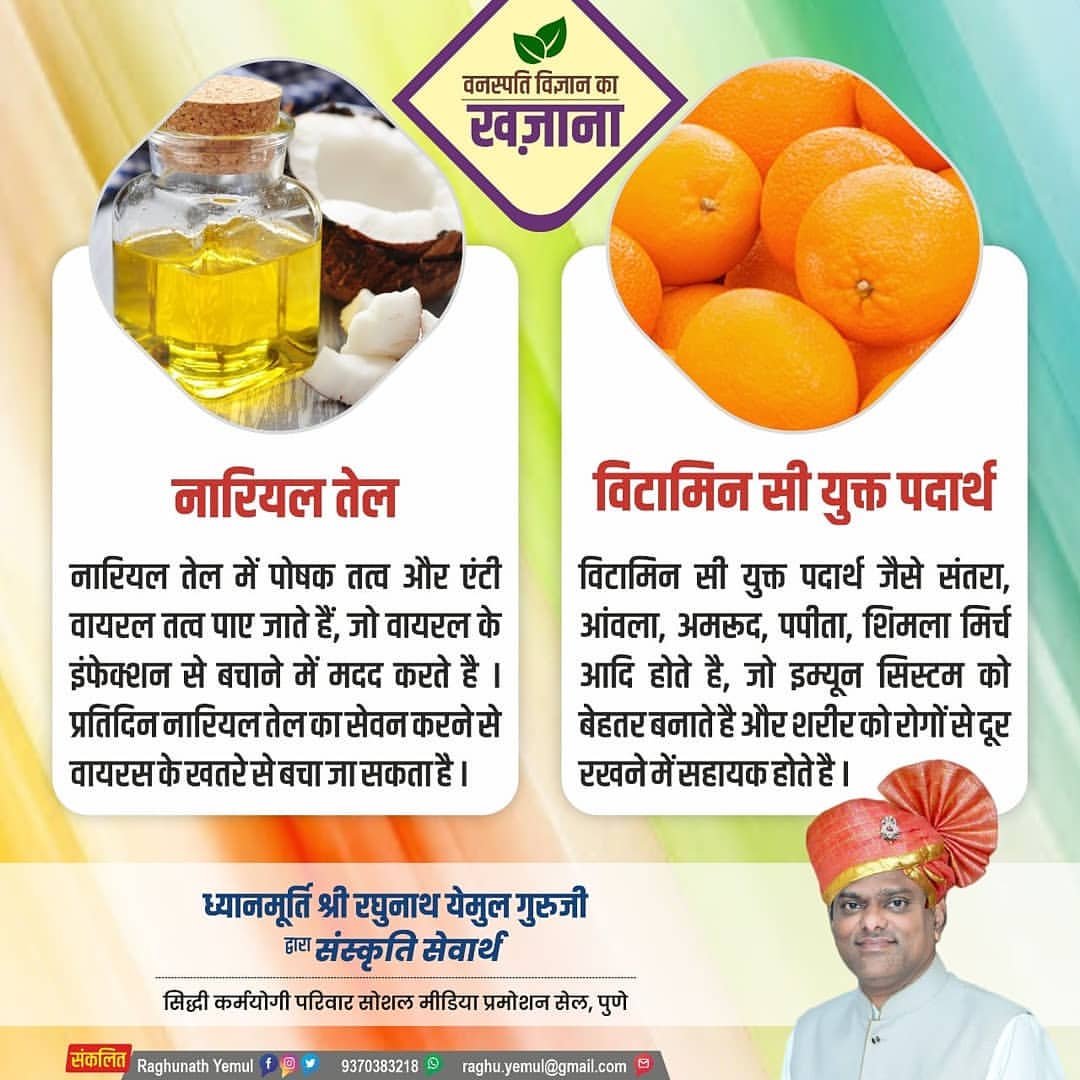 वनस्पति विज्ञान का
खज़ाना
नारियल तेल
नारियल तेल में पोषक तत्व और एंटी
वायरल तत्व पाए जाते हैं, जो वायरल के
इंफेक्शन से बचाने में मदद करते है ।
प्रतिदिन नारियल तेल का सेवन करने से
वायरस के खतरे से बचा जा सकता है ।
विटामिन सी युक्त पदार्थ
विटामिन सी युक्त पदार्थ जैसे संतरा,
आंवला, अमरूद, पपीता, शिमला मिर्च
आदि होते है, जो इम्यून सिस्टम को
बेहतर बनाते है और शरीर को रोगों से दूर
रखने में सहायक होते है ।
ध्यानमूर्ति श्री रघुनाथ येमुल गुरुजी
द्वारा संस्कृति सेवार्थ
सिद्धी कर्मयोगी परिवार सोशल मीडिया प्रमोशन सेल, पुणे
संकलित Raghunath Yemul 9370383218 raghu.yemul@gmail.com